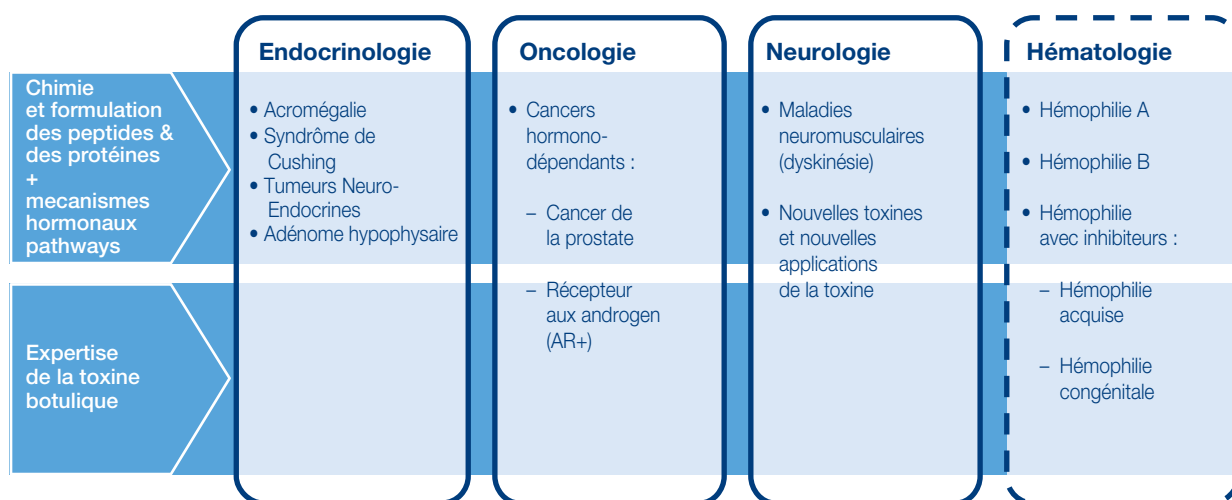 Chimie
et formulation
des peptides &
des protéines
+
mecanismes
hormonaux
pathways
Expertise
de la toxine
botulique
Endocrinologie
• Acromégalie
• Syndrôme de
Cushing
• Tumeurs Neuro-
Endocrines
• Adénome hypophysaire
Oncologie
• Cancers
hormono-
dépendants :
– Cancer de
la prostate
– Récepteur
aux androgen
(AR+)
Neurologie
• Maladies
neuromusculaires
(dyskinésie)
• Nouvelles toxines
et nouvelles
applications
de la toxine
Hématologie
• Hémophilie A
• Hémophilie B
• Hémophilie
avec inhibiteurs :
– Hémophilie
acquise
– Hémophilie
congénitale